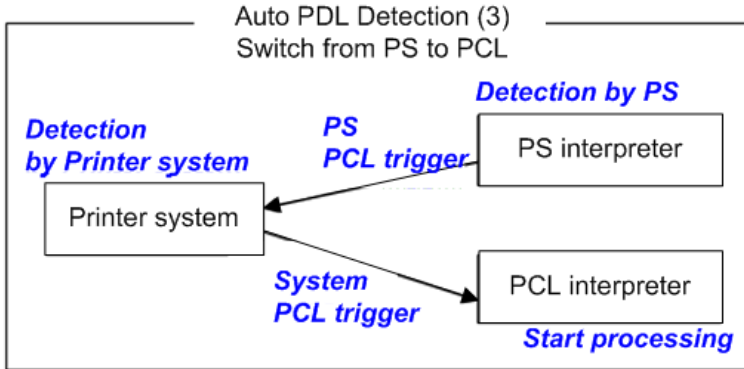 Auto PDL Detection (3)
Switch from PS to PCL
Detection by PS
Detection
by Printer system
PS
PCL trigger
PS interpreter
Printer system
System
PCL trigger
PCL interpreter
Start processing